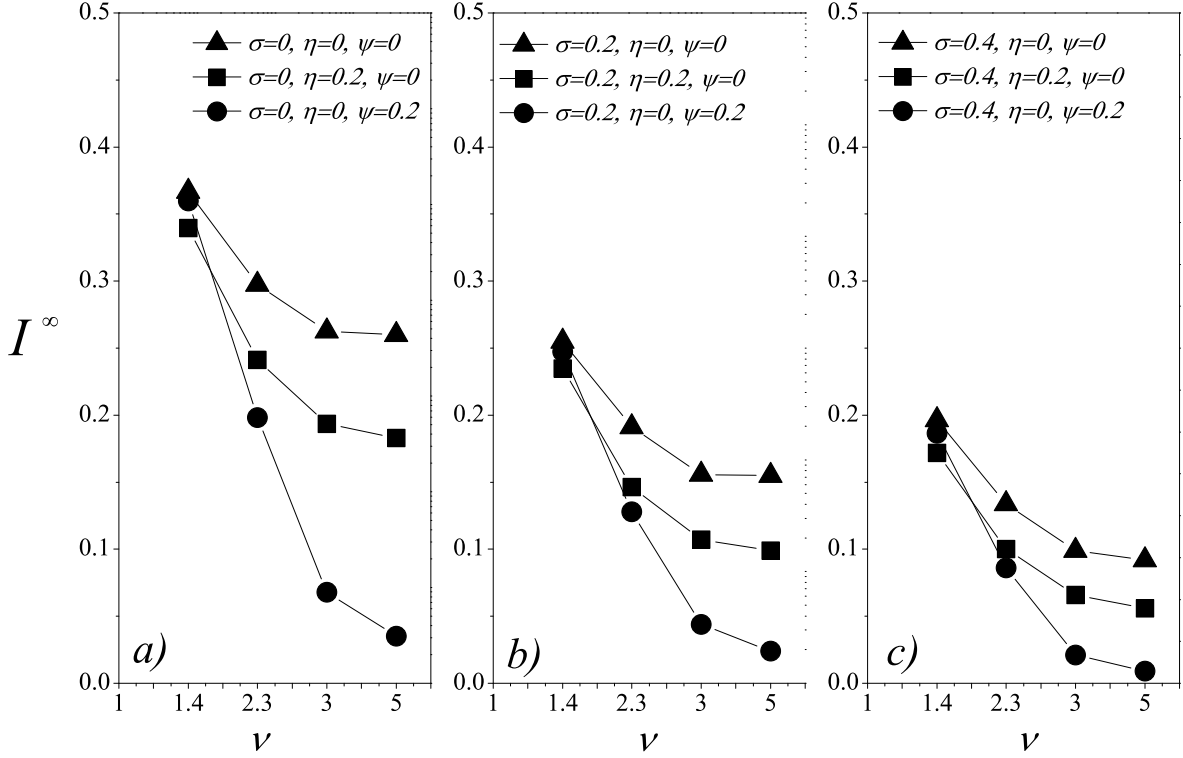 I ∞
0.5
0.4
0.3
0.2
0.1
0.0
σ=0, η=0, ψ=0
σ=0, η=0.2, ψ=0
σ=0, η=0, ψ=0.2
a)
1 1.4 2.3 3 5
ν
0.5
0.4
0.3
0.2
0.1
0.0
σ=0.2, η=0, ψ=0
σ=0.2, η=0.2, ψ=0
σ=0.2, η=0, ψ=0.2
b)
1 1.4 2.3 3 5
ν
0.5
0.4
0.3
0.2
0.1
0.0
σ=0.4, η=0, ψ=0
σ=0.4, η=0.2, ψ=0
σ=0.4, η=0, ψ=0.2
c)
1 1.4 2.3 3 5
ν